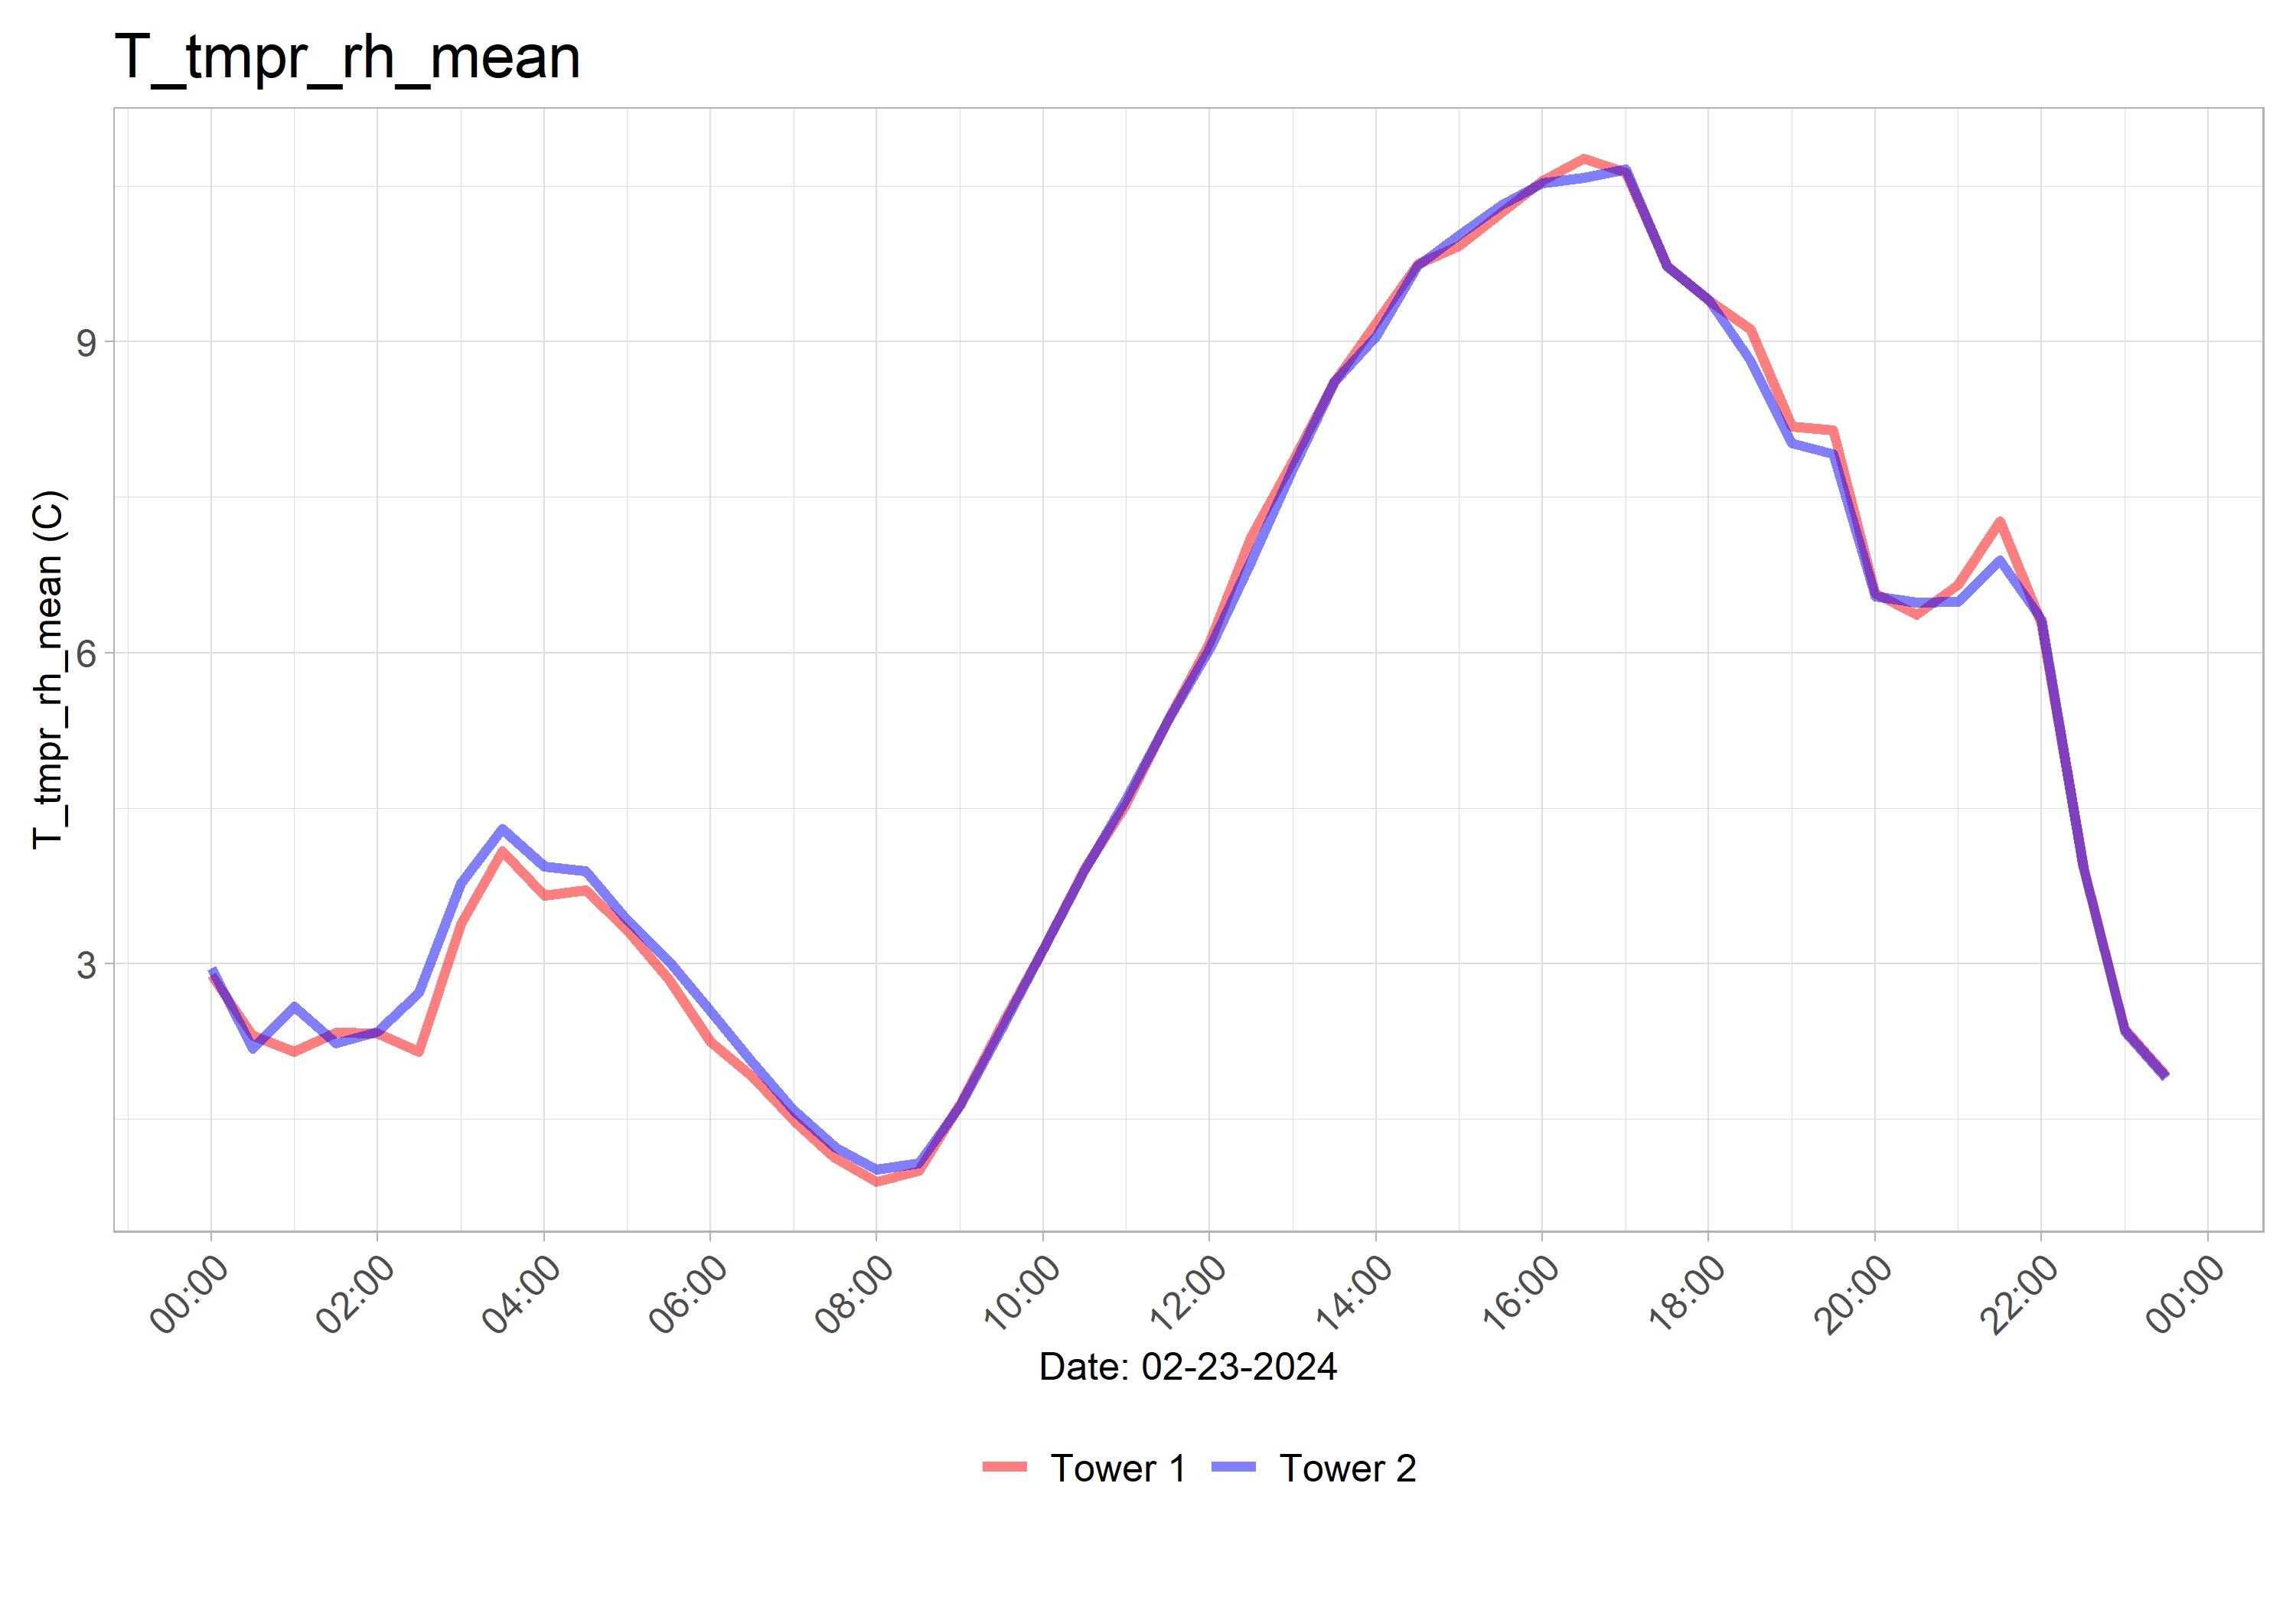 T_tmpr_rh_mean
T_tmpr_rh_mean (C)
9
6
3
00:00 02:00 04:00 06:00 08:00 10:00 12:00 14:00 16:00 18:00 20:00 22:00 00:00
Date: 02-23-2024
Tower 1 Tower 2